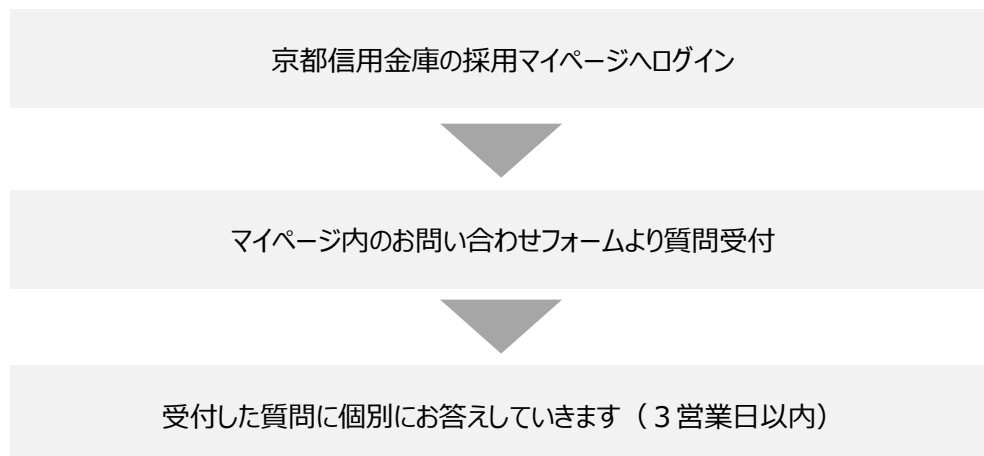 京都信用金庫の採用マイページへログイン
マイページ内のお問い合わせフォームより質問受付
受付した質問に個別にお答えしていきます（３営業日以内）